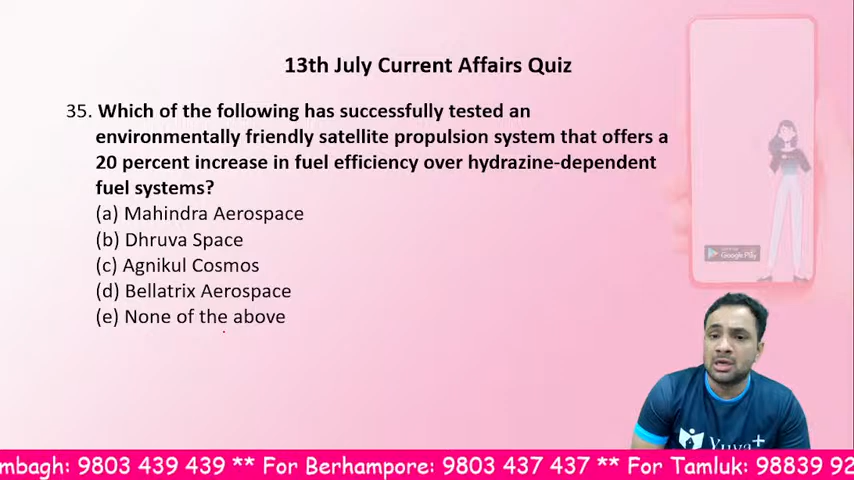 13th July Current Affairs Quiz
35. Which of the following has successfully tested an
environmentally friendly satellite propulsion system that offers a
20 percent increase in fuel efficiency over hydrazine-dependent
fuel systems?
(a) Mahindra Aerospace
(b) Dhruva Space
(c) Agnikul Cosmos
(d) Bellatrix Aerospace
(e) None of the above
Google Play
Yuva+
mbagh: 9803 439 439 ** For Berhampore: 9803 437 437 ** For Tamluk: 98839 92